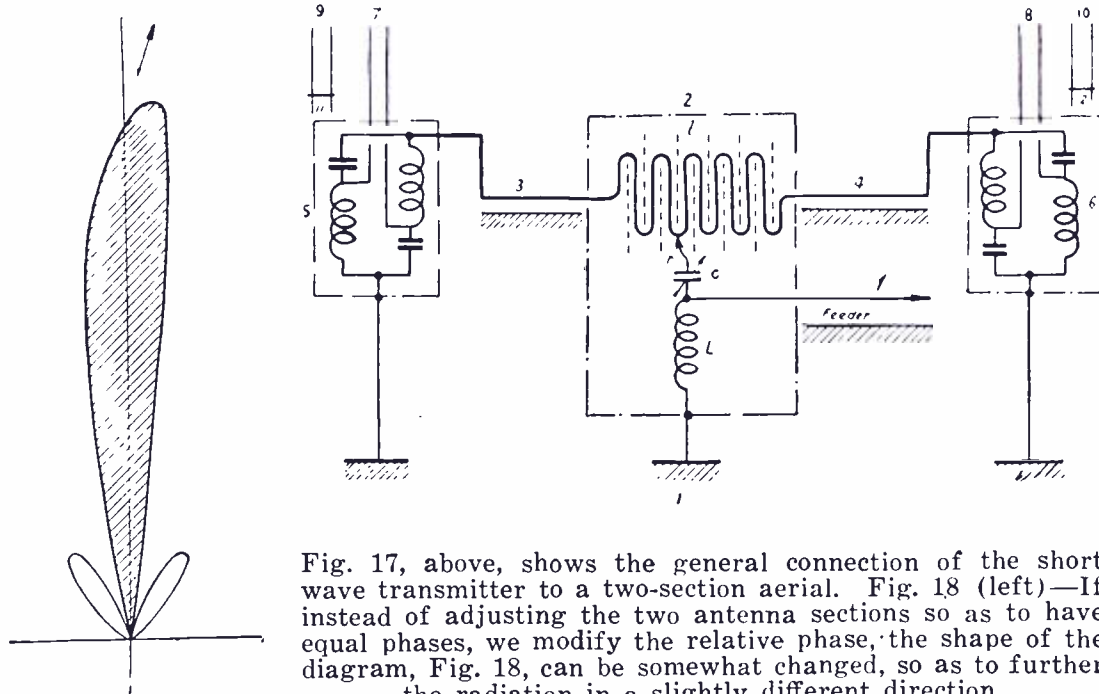 9 7 8 10
2
1
5 3 4 6
r c
Feeder
L
Fig. 17, above, shows the general connection of the short
wave transmitter to a two-section aerial. Fig. 18 (left)—If
instead of adjusting the two antenna sections so as to have
equal phases, we modify the relative phase, the shape of the
diagram, Fig. 18, can be somewhat changed, so as to further
the radiation in a slightly different direction